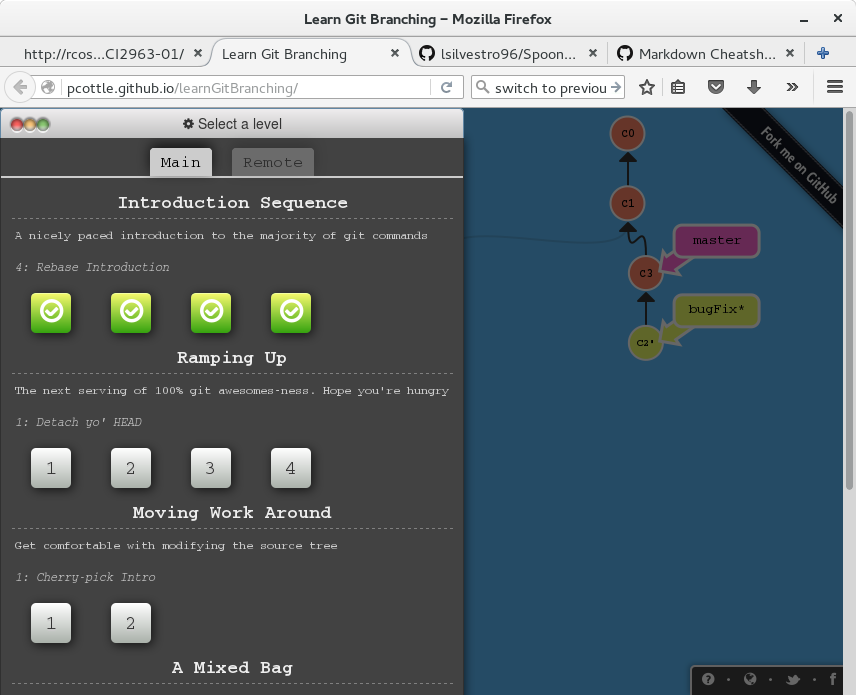 Learn Git Branching – Mozilla Firefox
http://rcos...CI2963-01/
Learn Git Branching
lsilvestro96/Spoon...
Markdown Cheatsh...
pcottle.github.io/learnGitBranching/
switch to previou
Select a level
Main
Remote
Introduction Sequence
A nicely paced introduction to the majority of git commands
4: Rebase Introduction
Ramping Up
The next serving of 100% git awesomes-ness. Hope you're hungry
1: Detach yo' HEAD
1 2 3 4
Moving Work Around
Get comfortable with modifying the source tree
1: Cherry-pick Intro
1 2
A Mixed Bag
C0
C1
master
C3
bugFix*
C2'
Fork me on GitHub